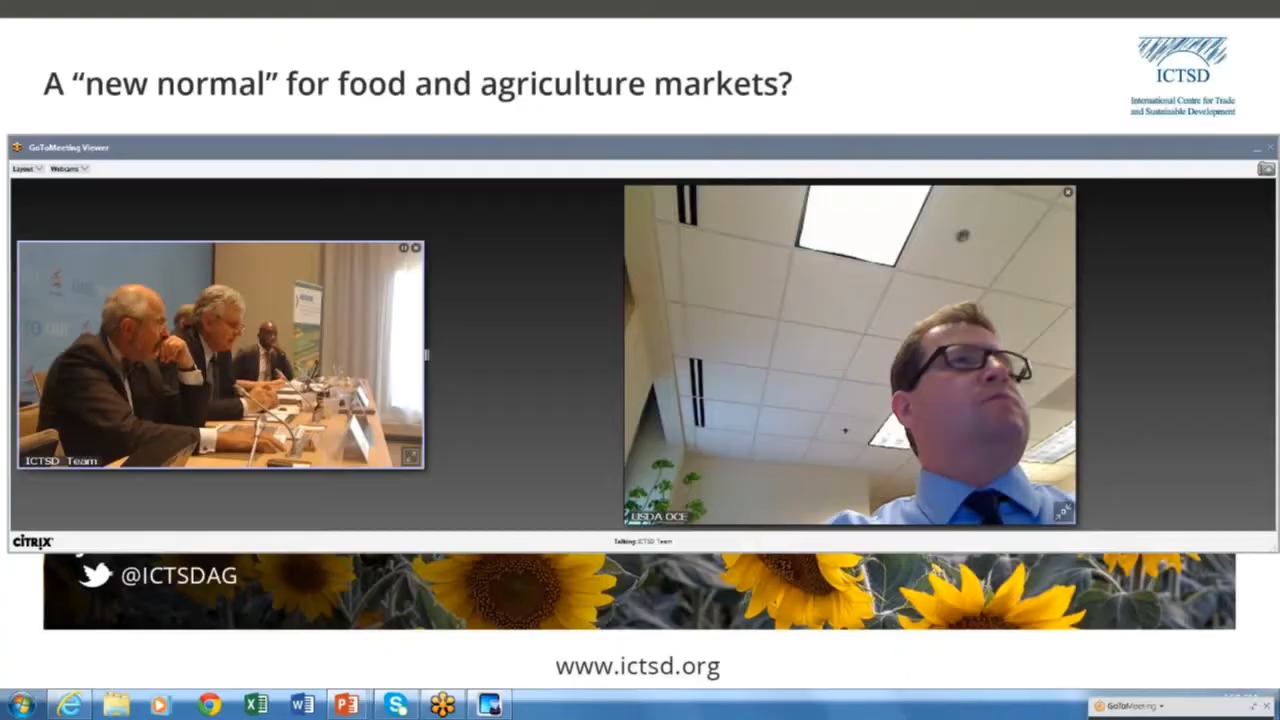 A “new normal” for food and agriculture markets?
ICTSD
International Centre for Trade
and Sustainable Development
GoToMeeting Viewer
Layout
Webcams
ICTSD Team
USDA OCE
CITRIX
Talking: ICTSD Team
@ICTSDAG
www.ictsd.org
GoToMeeting